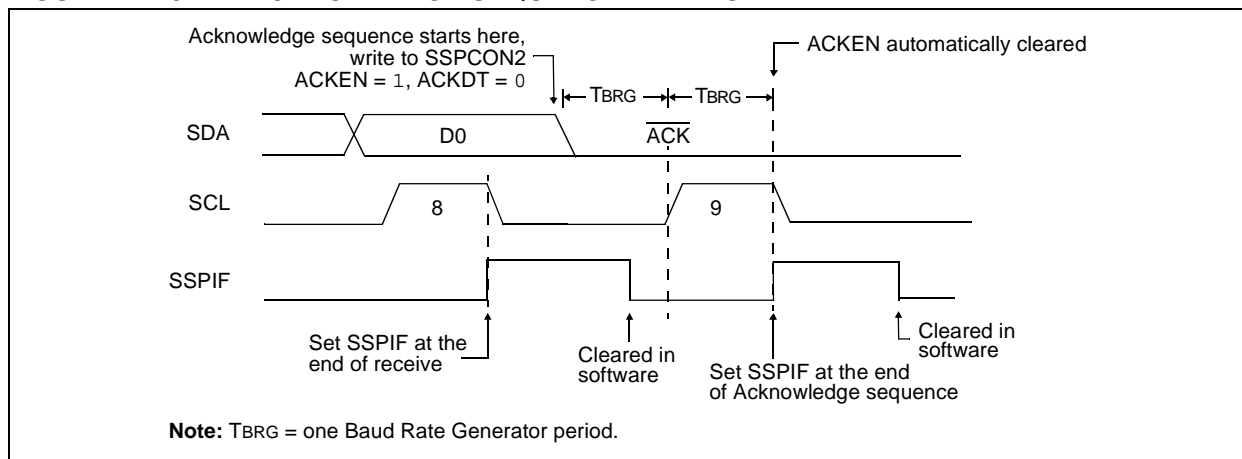 Acknowledge sequence starts here,
write to SSPCON2
ACKEN = 1, ACKDT = 0
ACKEN automatically cleared
TBRG
TBRG
SDA
D0
ACK
SCL
8
9
SSPIF
Set SSPIF at the
end of receive
Cleared in
software
Set SSPIF at the end
of Acknowledge sequence
Cleared in
software
Note: TBRG = one Baud Rate Generator period.